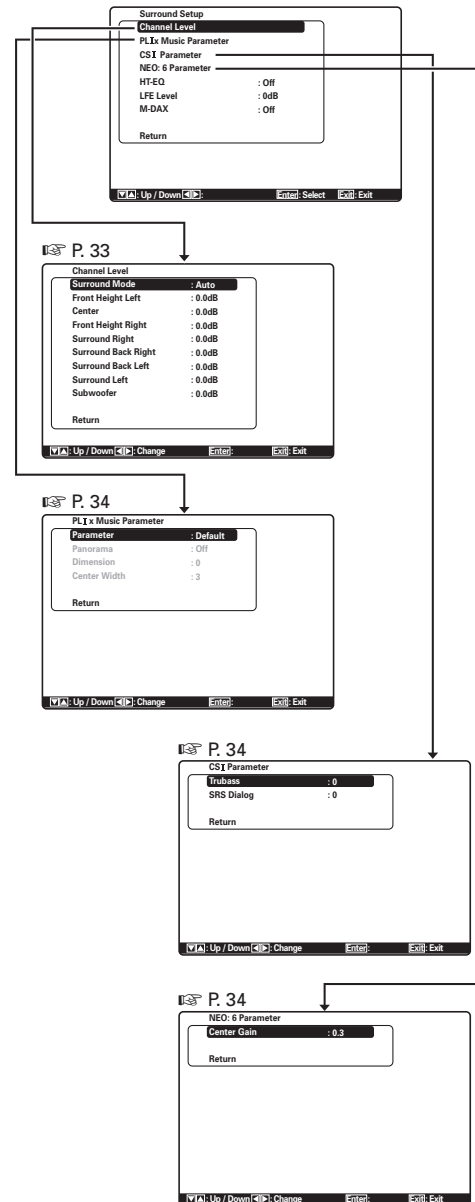 Surround Setup
Channel Level
PLIIx Music Parameter
CSII Parameter
NEO: 6 Parameter
HT-EQ : Off
LFE Level : 0dB
M-DAX : Off
Return
▼▲: Up / Down ◀▶: Enter: Select Exit: Exit
☞ P. 33
Channel Level
Surround Mode : Auto
Front Height Left : 0.0dB
Center : 0.0dB
Front Height Right : 0.0dB
Surround Right : 0.0dB
Surround Back Right : 0.0dB
Surround Back Left : 0.0dB
Surround Left : 0.0dB
Subwoofer : 0.0dB
Return
▼▲: Up / Down ◀▶: Change Enter: Exit: Exit
☞ P. 34
PLII x Music Parameter
Parameter : Default
Panorama : Off
Dimension : 0
Center Width : 3
Return
▼▲: Up / Down ◀▶: Change Enter: Exit: Exit
☞ P. 34
CSII Parameter
Trubass : 0
SRS Dialog : 0
Return
▼▲: Up / Down ◀▶: Change Enter: Exit: Exit
☞ P. 34
NEO: 6 Parameter
Center Gain : 0.3
Return
▼▲: Up / Down ◀▶: Change Enter: Exit: Exit